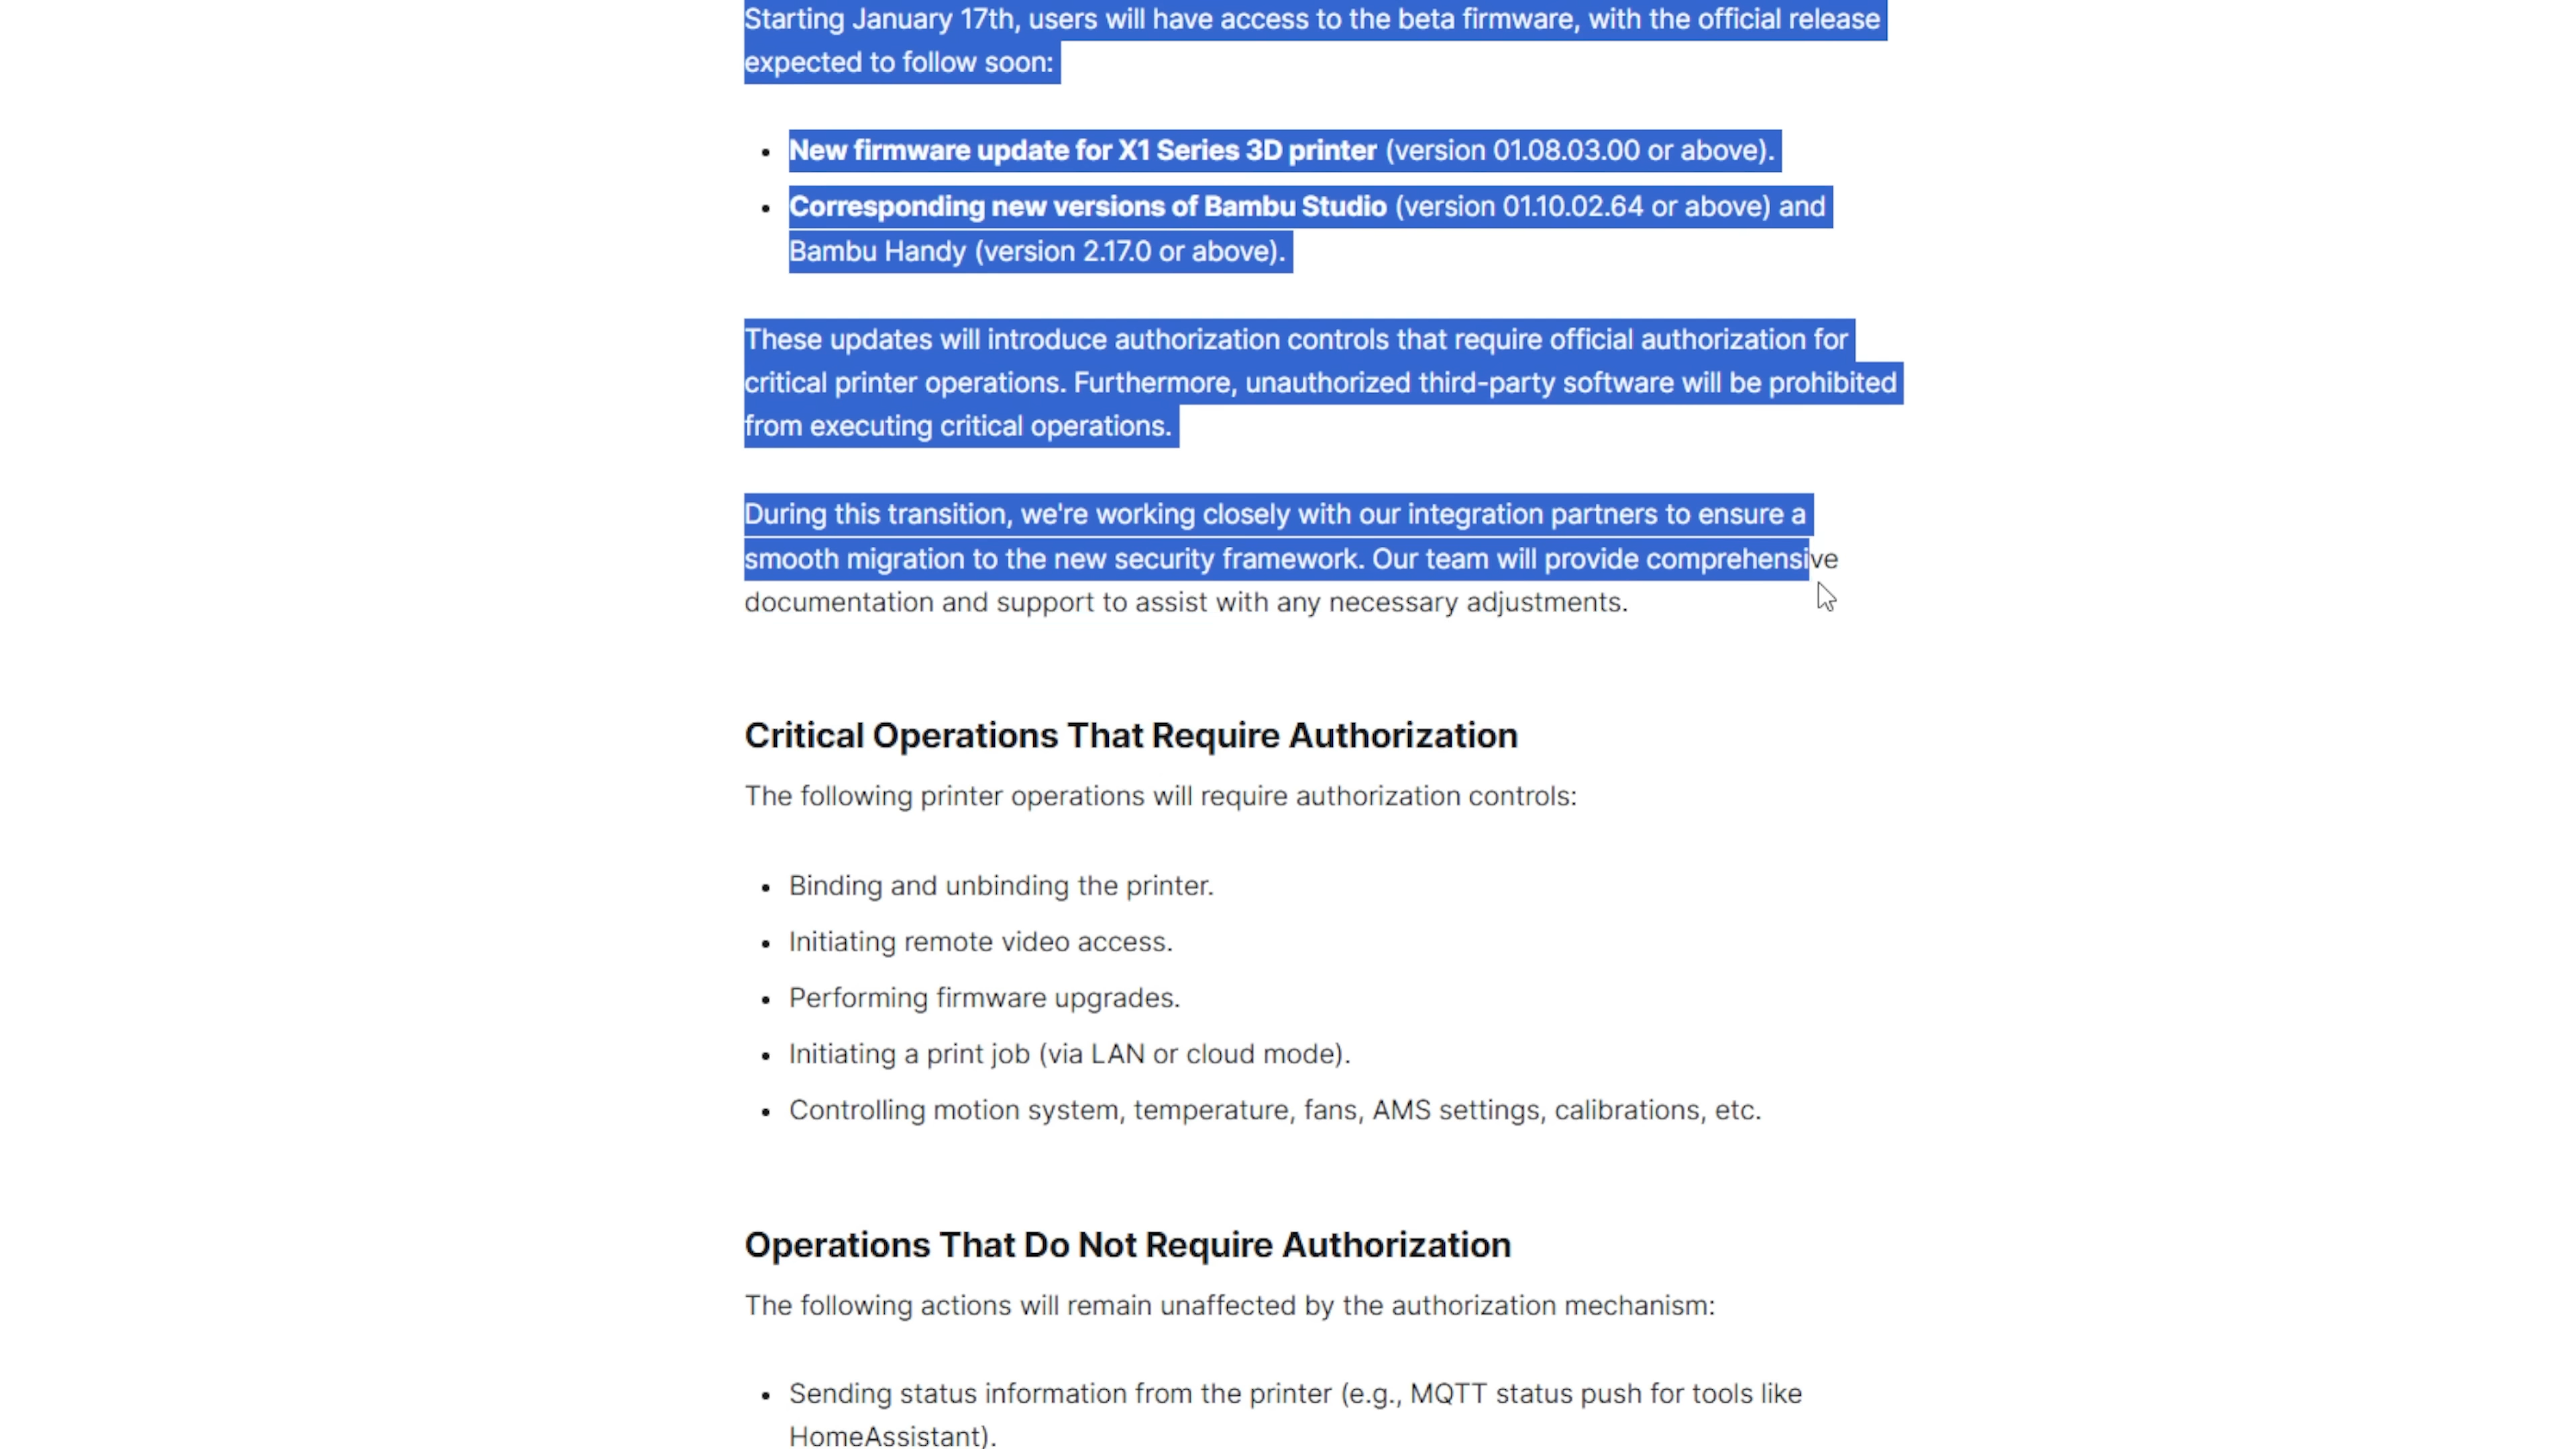 Starting January 17th, users will have access to the beta firmware, with the official release
expected to follow soon:
• New firmware update for X1 Series 3D printer (version 01.08.03.00 or above).
• Corresponding new versions of Bambu Studio (version 01.10.02.64 or above) and
Bambu Handy (version 2.17.0 or above).
These updates will introduce authorization controls that require official authorization for
critical printer operations. Furthermore, unauthorized third-party software will be prohibited
from executing critical operations.
During this transition, we're working closely with our integration partners to ensure a
smooth migration to the new security framework. Our team will provide comprehensive
documentation and support to assist with any necessary adjustments.
Critical Operations That Require Authorization
The following printer operations will require authorization controls:
• Binding and unbinding the printer.
• Initiating remote video access.
• Performing firmware upgrades.
• Initiating a print job (via LAN or cloud mode).
• Controlling motion system, temperature, fans, AMS settings, calibrations, etc.
Operations That Do Not Require Authorization
The following actions will remain unaffected by the authorization mechanism:
• Sending status information from the printer (e.g., MQTT status push for tools like
HomeAssistant).